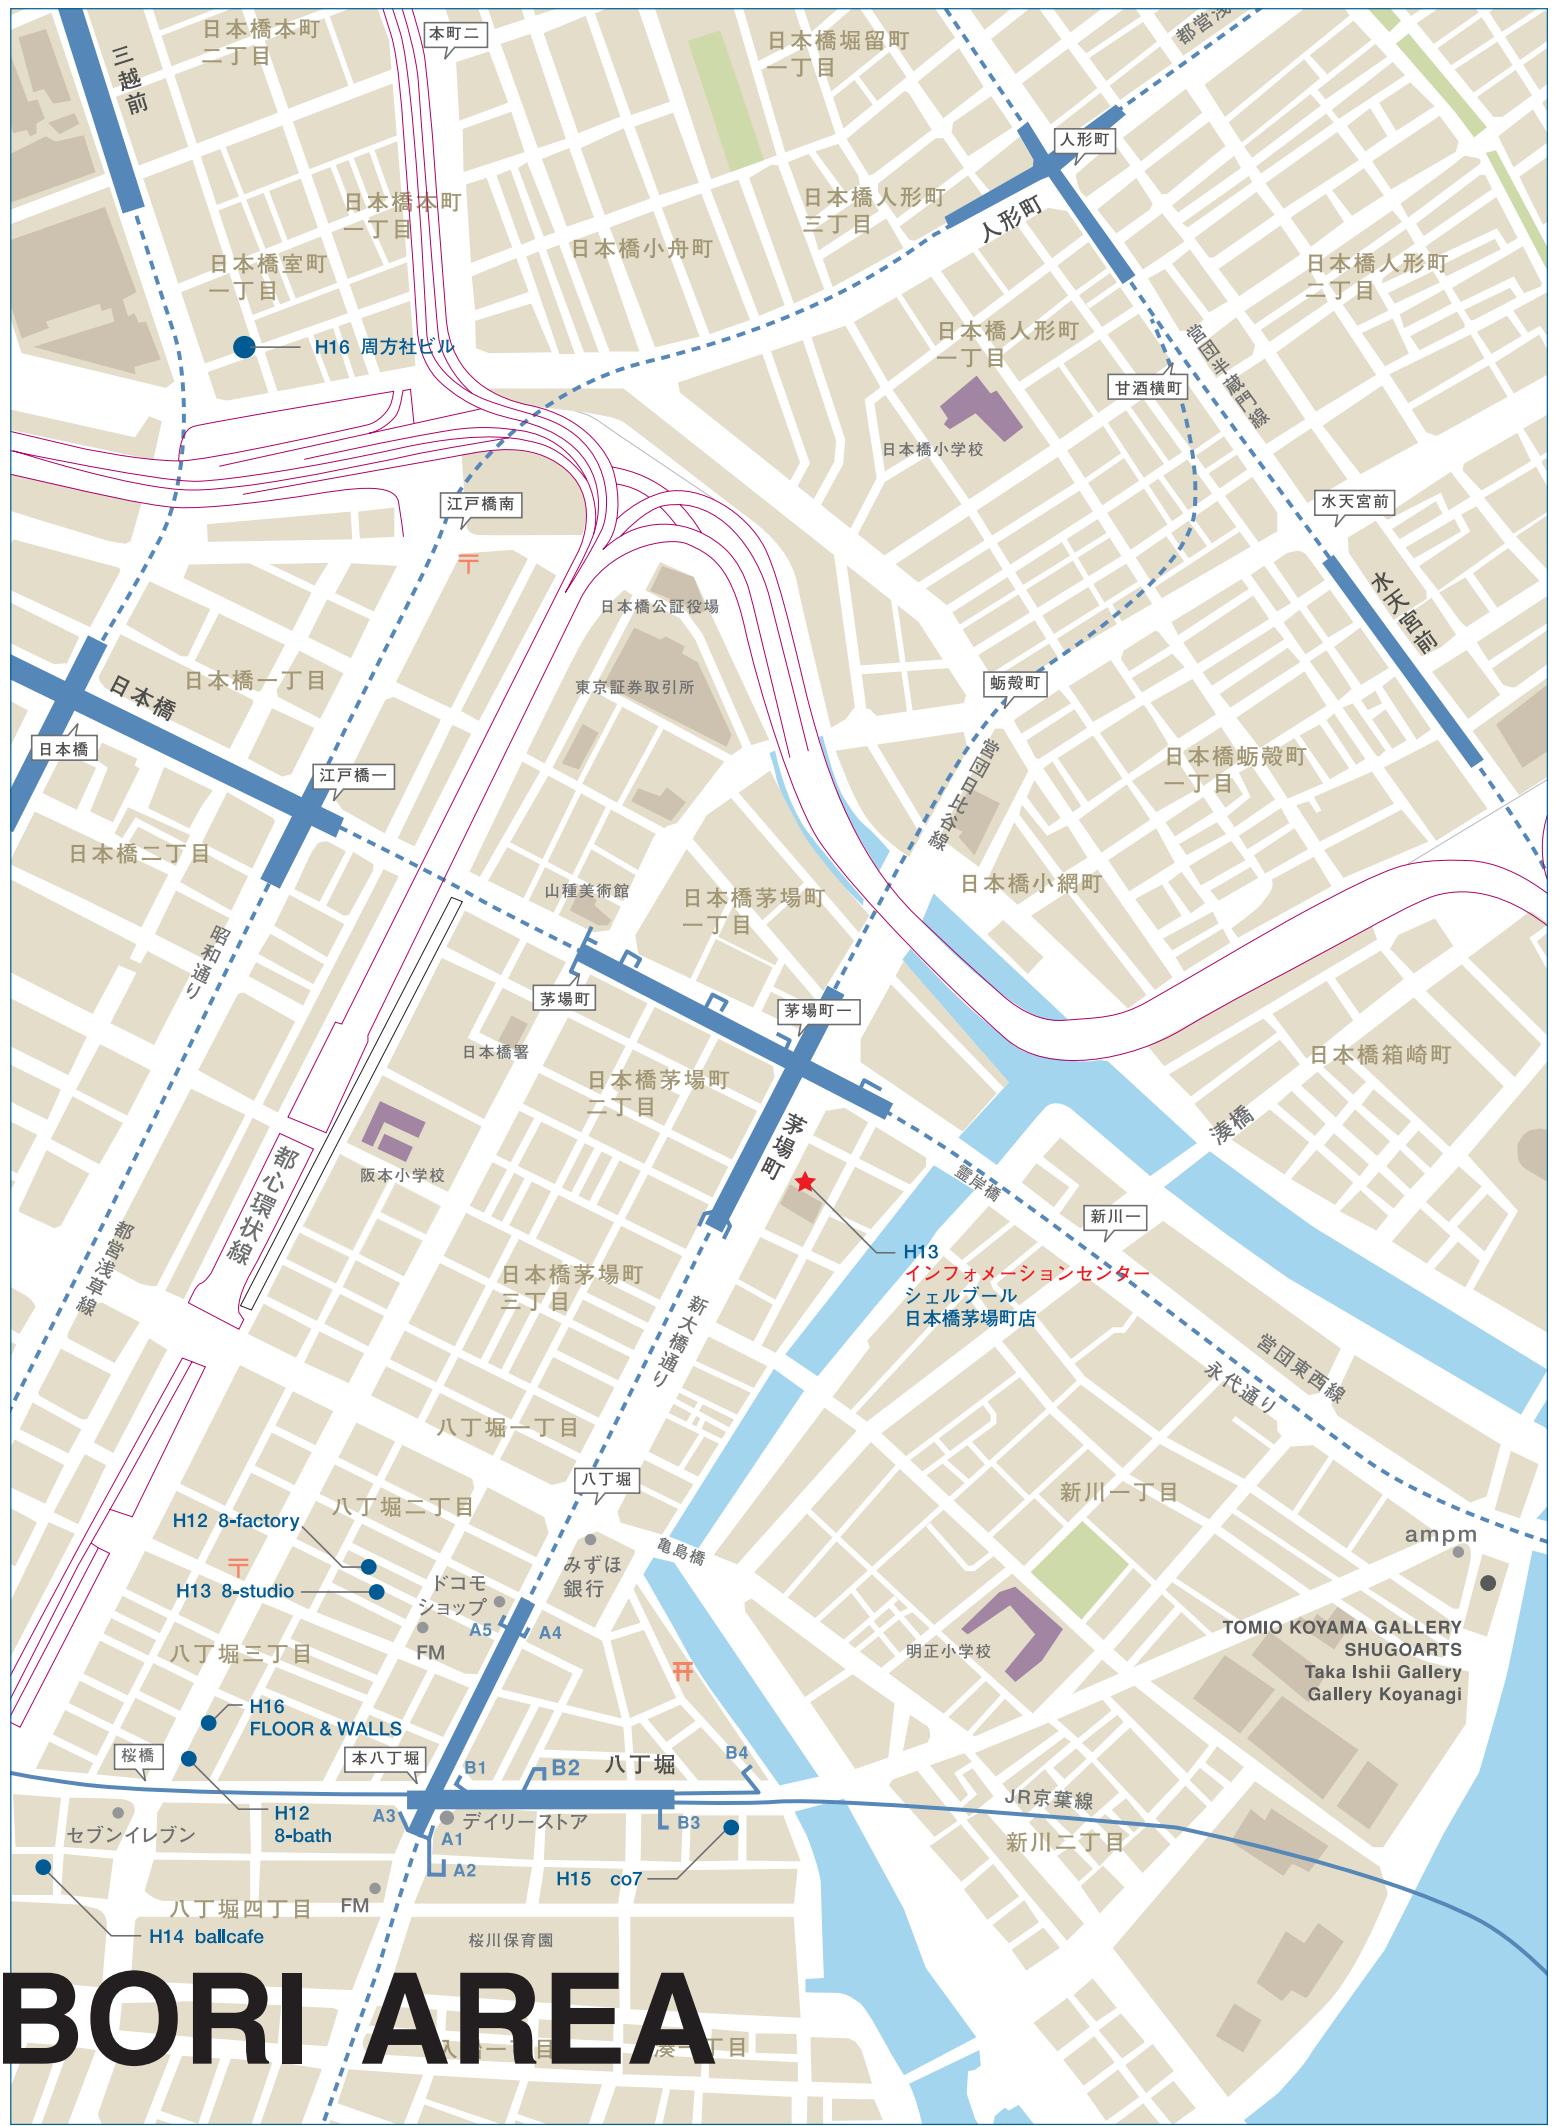 日本橋本町
二丁目
本町二
日本橋堀留町
一丁目
都営浅
三越前
人形町
日本橋本町
一丁目
日本橋人形町
三丁目
人形町
日本橋小舟町
日本橋室町
一丁目
日本橋人形町
二丁目
H16 周方社ビル
日本橋人形町
一丁目
営団半蔵門線
甘酒横町
日本橋小学校
江戸橋南
水天宮前
〒
水天宮前
日本橋公証役場
日本橋一丁目
東京証券取引所
蛎殻町
日本橋
日本橋
江戸橋一
営団日比谷線
日本橋蛎殻町
一丁目
日本橋二丁目
山種美術館
日本橋茅場町
一丁目
日本橋小網町
昭和通り
茅場町
茅場町一
日本橋署
日本橋茅場町
二丁目
日本橋箱崎町
湊橋
茅場町
阪本小学校
都心環状線
霊岸橋
新川一
都営浅草線
H13
インフォメーションセンター
シェルブール
日本橋茅場町店
日本橋茅場町
三丁目
新大橋通り
営団東西線
永代通り
八丁堀一丁目
八丁堀
八丁堀二丁目
新川一丁目
H12 8-factory
亀島橋
ampm
みずほ
銀行
〒
H13 8-studio
ドコモ
ショップ
A5
A4
FM
明正小学校
TOMIO KOYAMA GALLERY
SHUGOARTS
Taka Ishii Gallery
Gallery Koyanagi
八丁堀三丁目
H16
FLOOR & WALLS
桜橋
本八丁堀
B1
B2
八丁堀
B4
JR京葉線
H12
8-bath
A3
A1
デイリーストア
B3
セブンイレブン
新川二丁目
A2
H15 co7
八丁堀四丁目
FM
H14 ballcafe
桜川保育園
BORI AREA
入船一丁目
湊一丁目